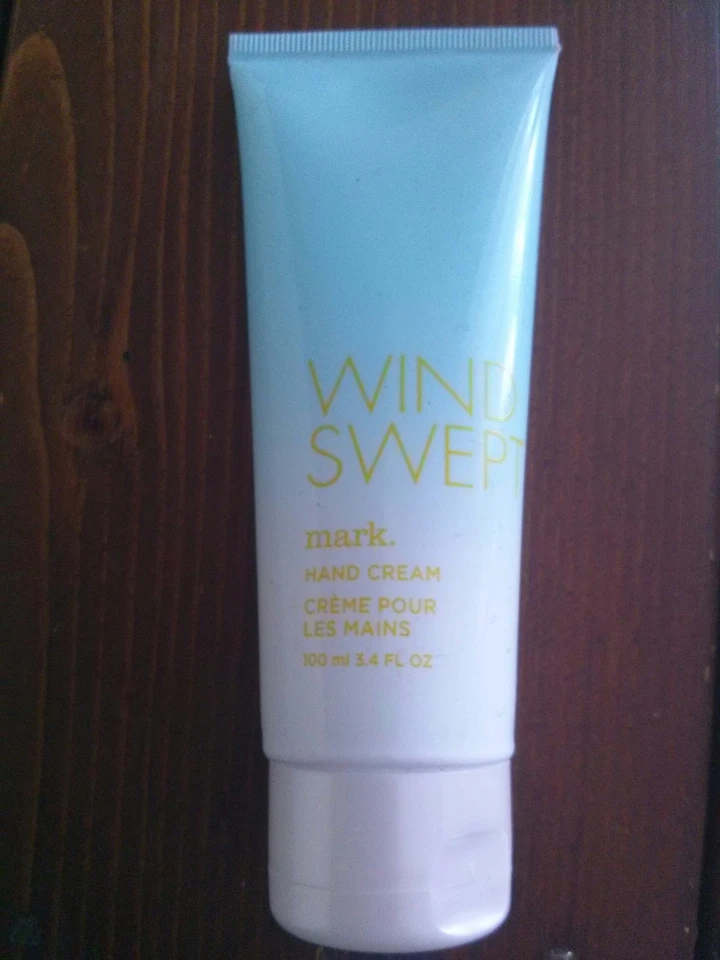 WIND
SWEPT
mark.
HAND CREAM
CRÈME POUR
LES MAINS
100 ml 3.4 FL OZ